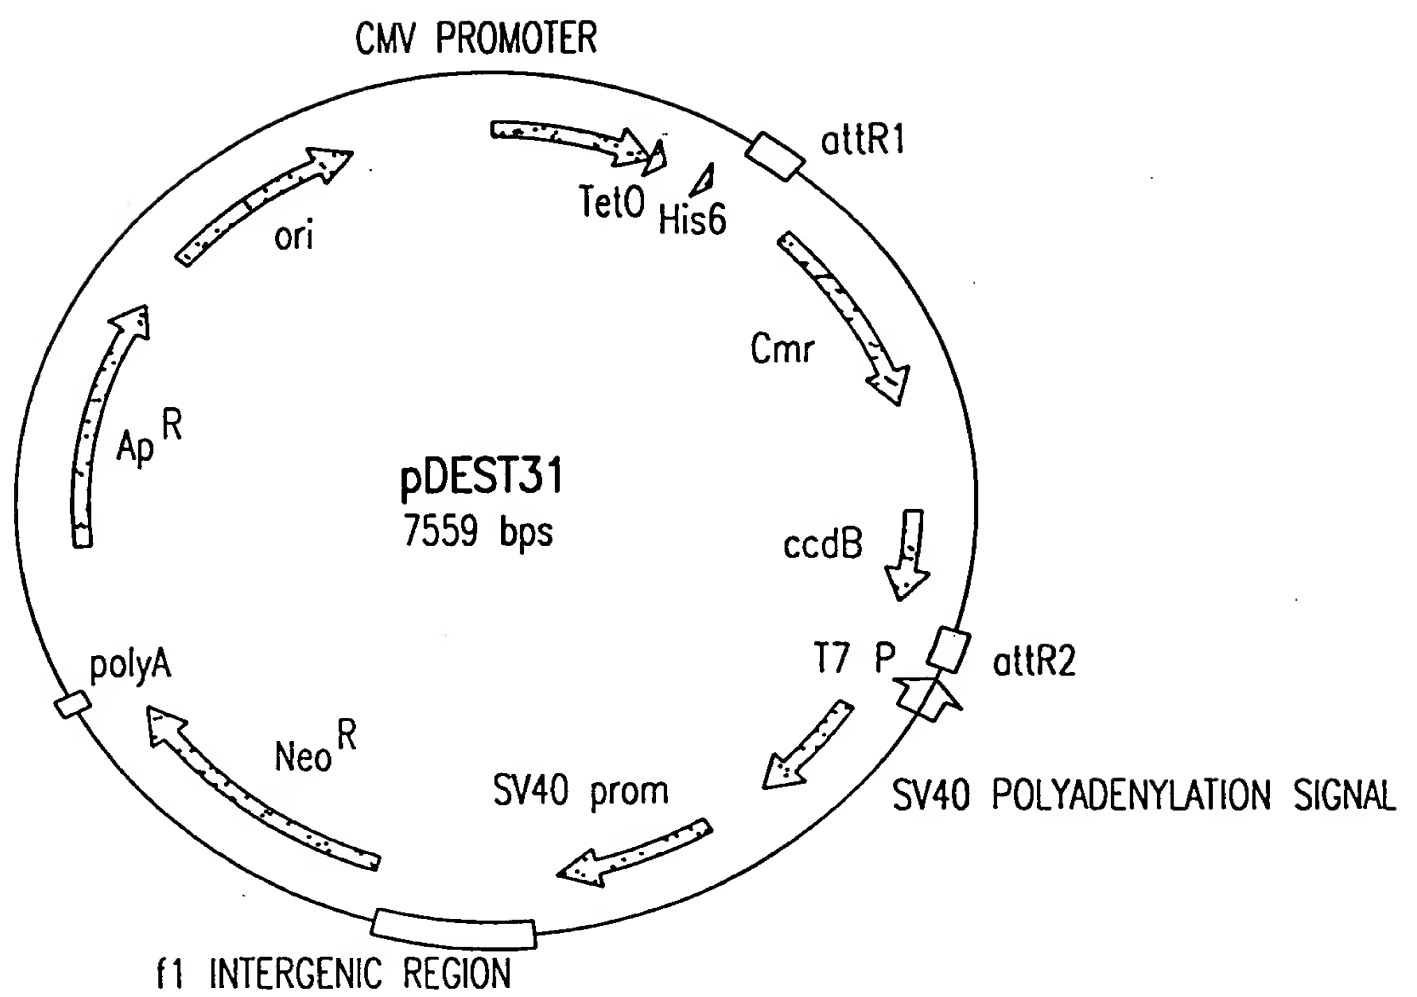 CMV PROMOTER
attR1
TetO
His6
ori
Cmr
Ap R
pDEST31
7559 bps
ccdB
T7 P
attR2
polyA
Neo R
SV40 prom
SV40 POLYADENYLATION SIGNAL
f1 INTERGENIC REGION